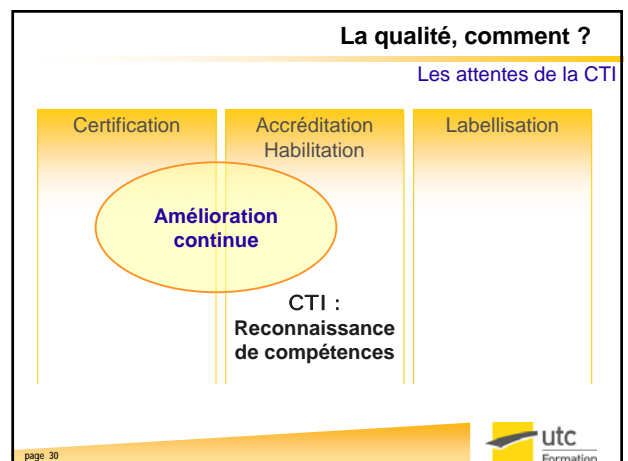 La qualité, comment ?
Les attentes de la CTI
Certification
Accréditation
Habilitation
Labellisation
Amélioration
continue
CTI :
Reconnaissance
de compétences
page 30
utc
Formation